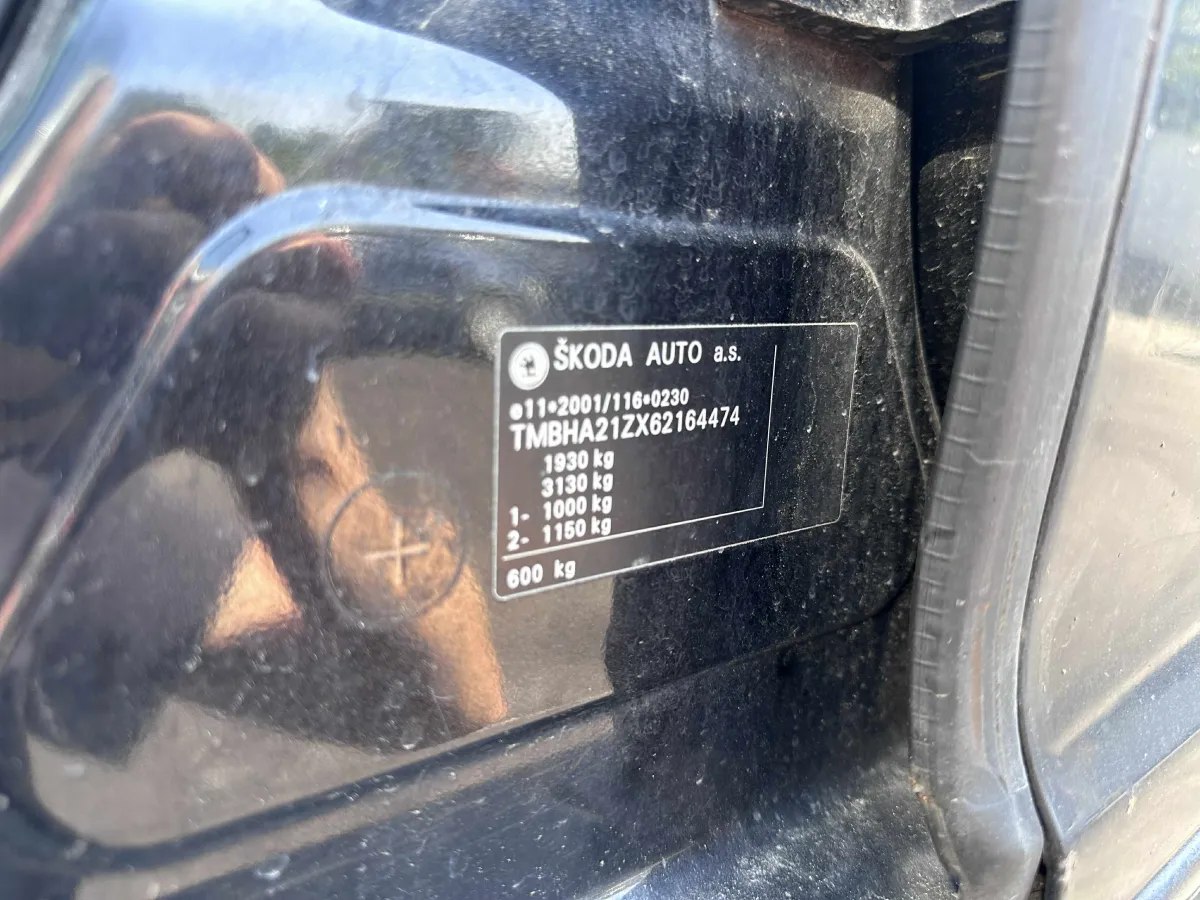 ŠKODA AUTO a.s.
e11*2001/116*0230
TMBHA21ZX62164474
1930 kg
3130 kg
1- 1000 kg
2- 1150 kg
600 kg